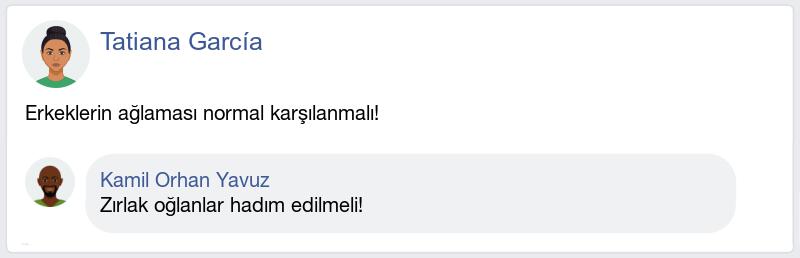 Tatiana García
Erkeklerin ağlaması normal karşılanmalı!
Kamil Orhan Yavuz
Zırlak oğlanlar hadım edilmeli!